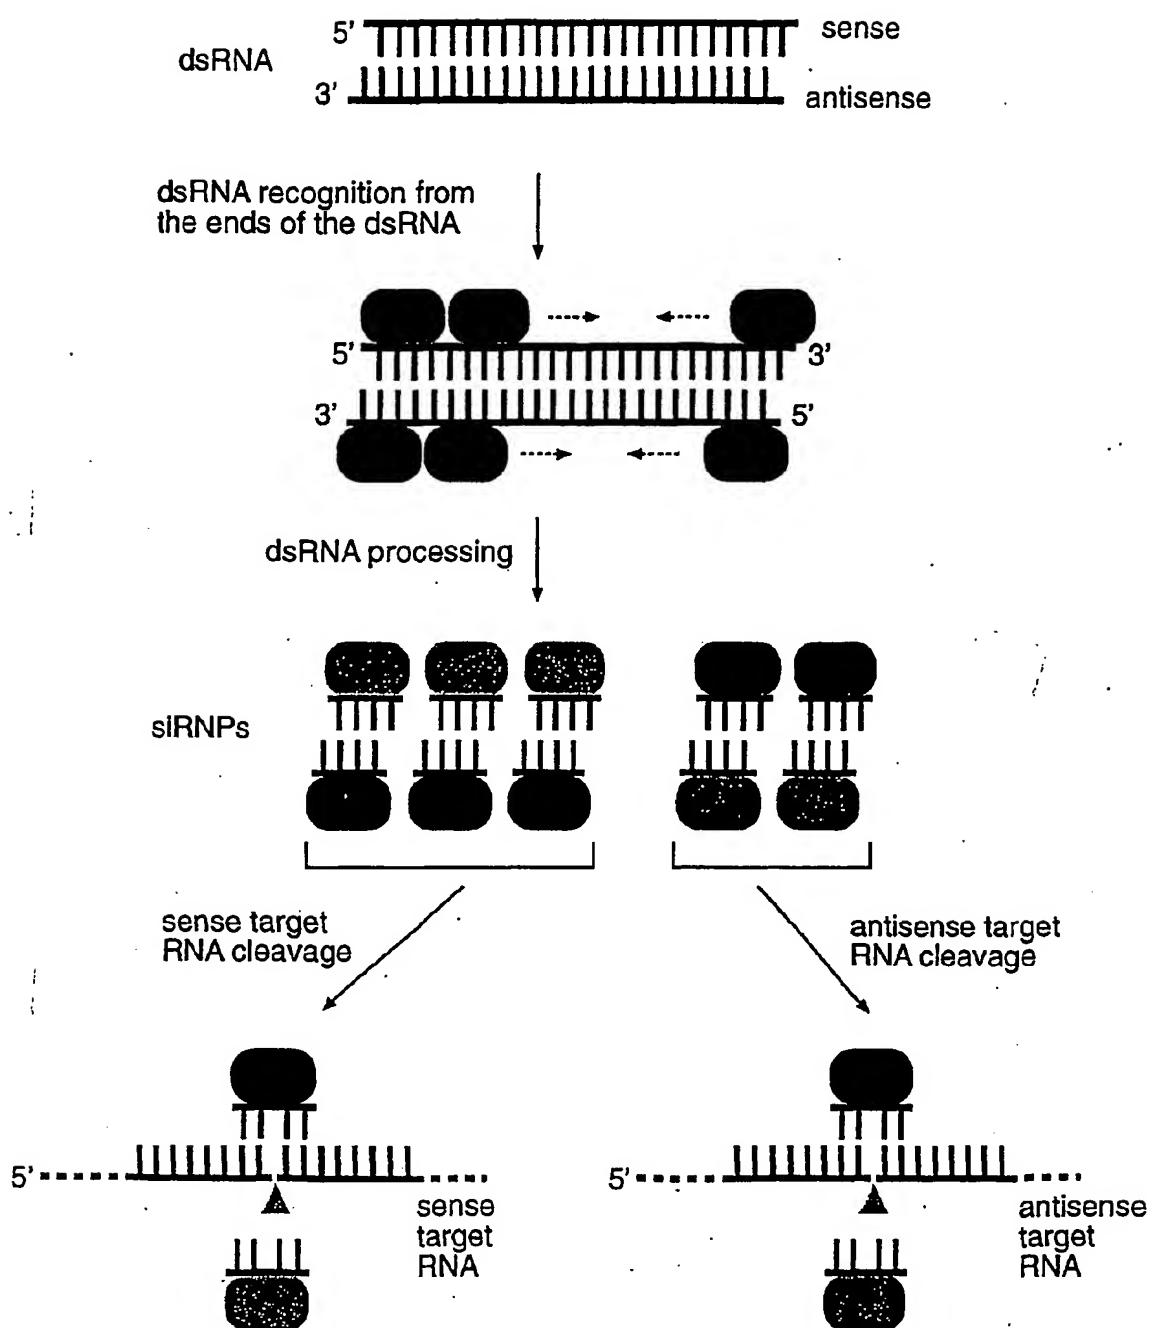 5' sense
dsRNA
3' antisense
dsRNA recognition from
the ends of the dsRNA
5' 3'
3' 5'
dsRNA processing
siRNPs
sense target
RNA cleavage
antisense target
RNA cleavage
5'
sense
target
RNA
5'
antisense
target
RNA